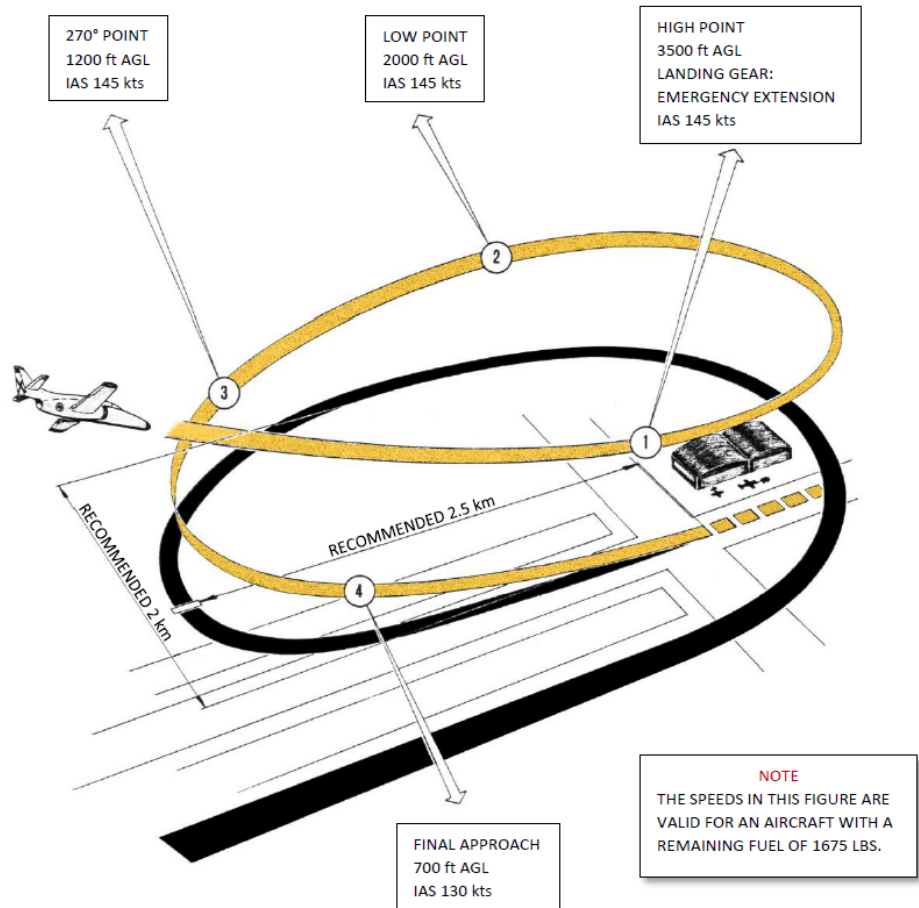 270° POINT
1200 ft AGL
IAS 145 kts
LOW POINT
2000 ft AGL
IAS 145 kts
HIGH POINT
3500 ft AGL
LANDING GEAR:
EMERGENCY EXTENSION
IAS 145 kts
2
3
1
RECOMMENDED 2.5 km
RECOMMENDED 2 km
4
FINAL APPROACH
700 ft AGL
IAS 130 kts
NOTE
THE SPEEDS IN THIS FIGURE ARE
VALID FOR AN AIRCRAFT WITH A
REMAINING FUEL OF 1675 LBS.